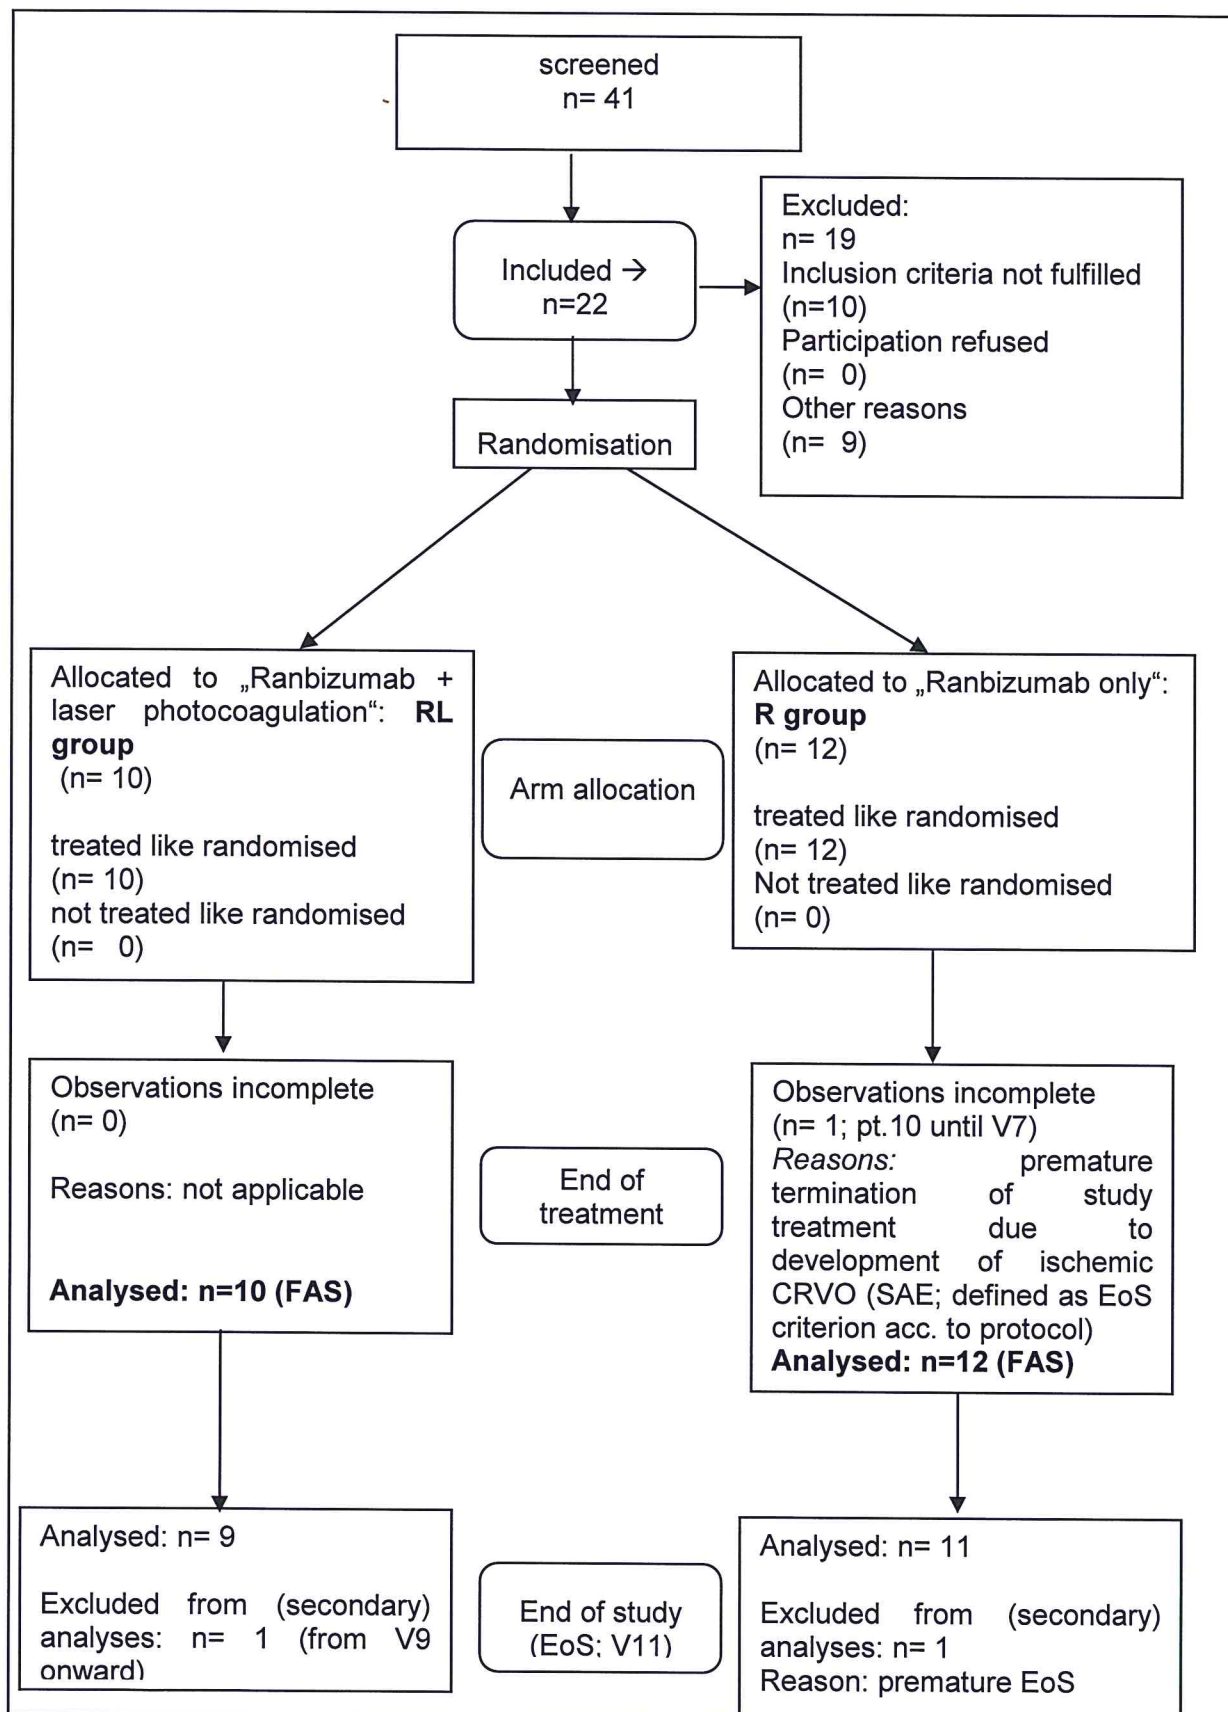 screened
n= 41
Included →
n=22
Excluded:
n= 19
Inclusion criteria not fulfilled
(n=10)
Participation refused
(n=  0)
Other reasons
(n=  9)
Randomisation
Allocated to „Ranbizumab +
laser photocoagulation“: RL
group
(n= 10)
treated like randomised
(n= 10)
not treated like randomised
(n=   0)
Arm allocation
Allocated to „Ranbizumab only“:
R group
(n= 12)
treated like randomised
(n= 12)
Not treated like randomised
(n= 0)
Observations incomplete
(n= 0)
Reasons: not applicable
Analysed: n=10 (FAS)
End of
treatment
Observations incomplete
(n= 1; pt.10 until V7)
Reasons: premature
termination of study
treatment due to
development of ischemic
CRVO (SAE; defined as EoS
criterion acc. to protocol)
Analysed: n=12 (FAS)
Analysed: n= 9
Excluded from (secondary)
analyses: n= 1 (from V9
onward)
End of study
(EoS; V11)
Analysed: n= 11
Excluded from (secondary)
analyses: n= 1
Reason: premature EoS